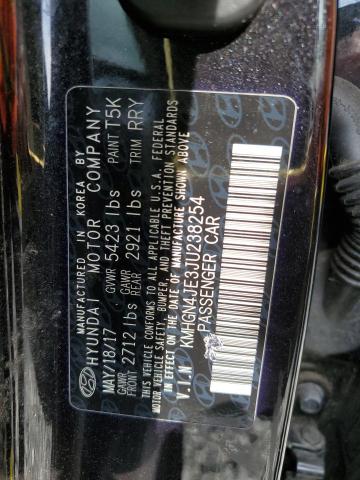 MANUFACTURED IN KOREA BY
HYUNDAI MOTOR COMPANY
MAY/18/17 GVWR 5423 lbs PAINT T5K
GAWR FRONT 2712 lbs GAWR REAR 2921 lbs TRIM RRY
THIS VEHICLE CONFORMS TO ALL APPLICABLE U.S.A. FEDERAL
MOTOR VEHICLE SAFETY, BUMPER, AND THEFT PREVENTION STANDARDS
IN EFFECT ON THE DATE OF MANUFACTURE SHOWN ABOVE
V.I.N KMHGN4JE3JU238254
PASSENGER CAR